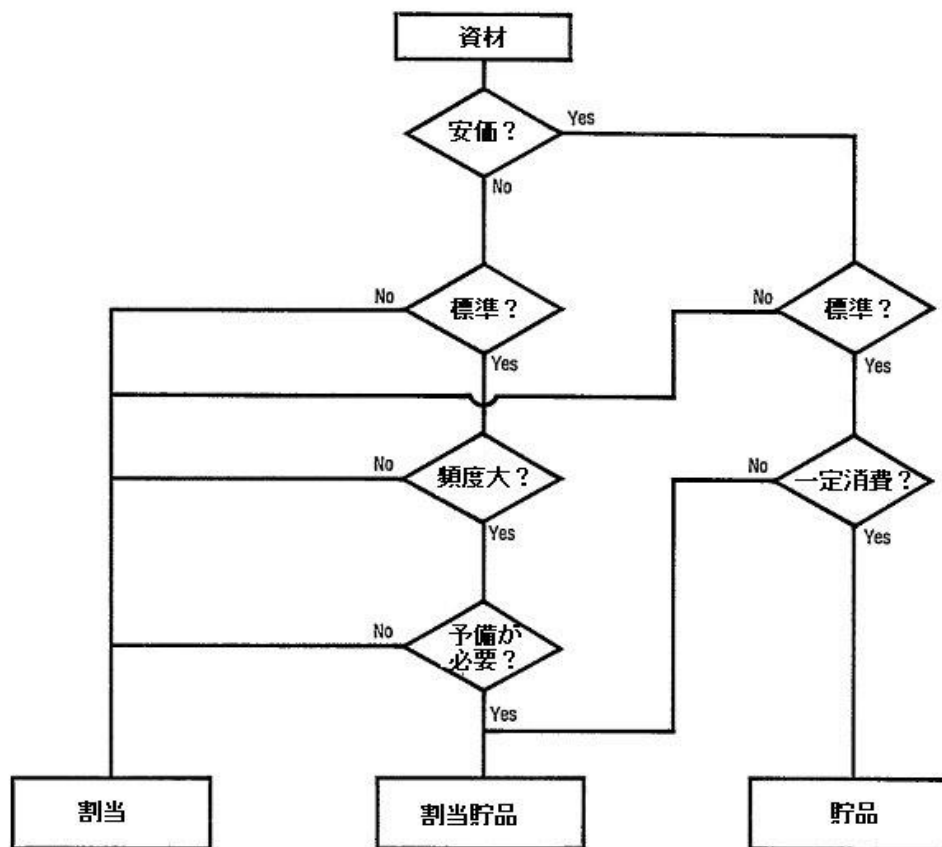 資材
安価?
Yes
No
No
標準?
No
標準?
Yes
Yes
No
頻度大?
No
一定消費?
Yes
Yes
No
予備が
必要?
Yes
割当
割当貯品
貯品